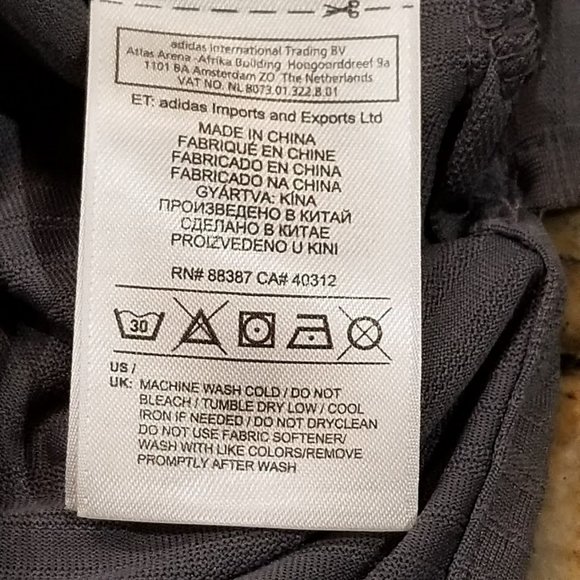 adidas International Trading BV
Atlas Arena -Afrika Building Hoogoorddreef 9a
1101 BA Amsterdam ZO The Netherlands
VAT NO. NL 8073.01.322.B.01
ET: adidas Imports and Exports Ltd
MADE IN CHINA
FABRIQUÉ EN CHINE
FABRICADO EN CHINA
FABRICADO NA CHINA
GYÁRTVA: KÍNA
ПРОИЗВЕДЕНО В КИТАЙ
СДЕЛАНО В КИТАЕ
PROIZVEDENO U KINI
RN# 88387 CA# 40312
30
US /
UK: MACHINE WASH COLD / DO NOT
BLEACH / TUMBLE DRY LOW / COOL
IRON IF NEEDED / DO NOT DRYCLEAN
DO NOT USE FABRIC SOFTENER/
WASH WITH LIKE COLORS/REMOVE
PROMPTLY AFTER WASH